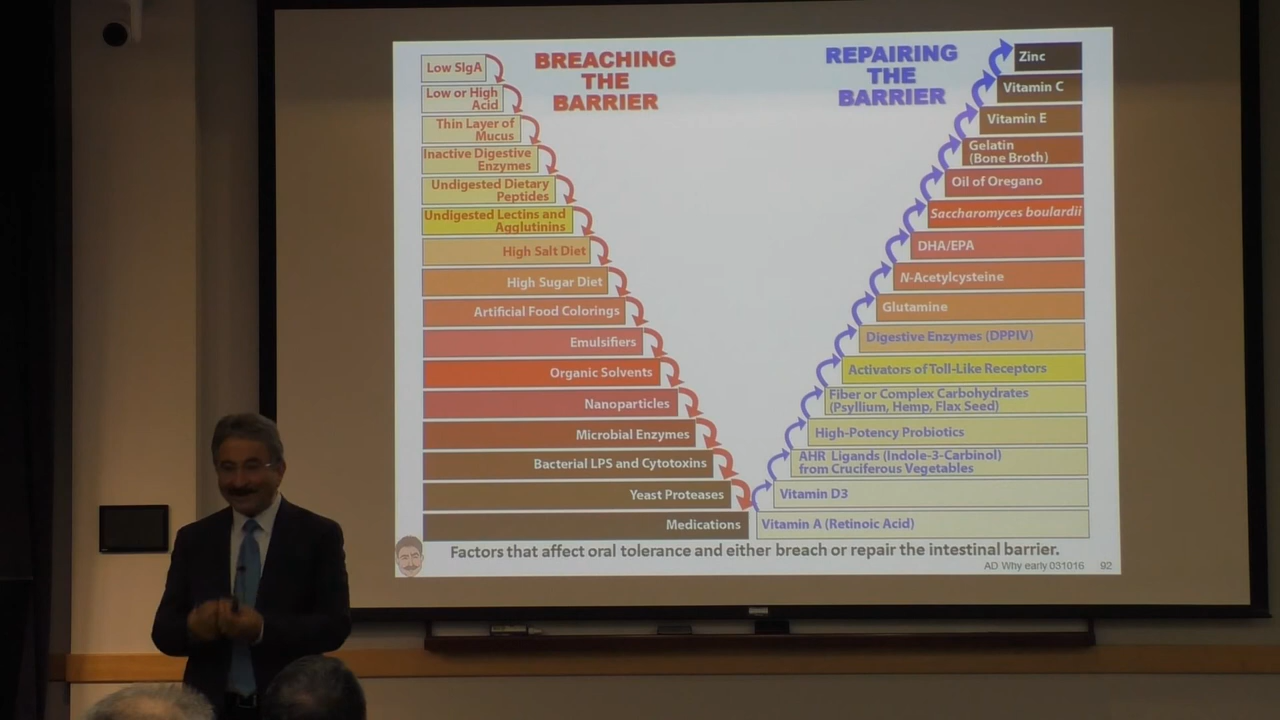 BREACHING
THE
BARRIER
Low SIgA
Low or High
Acid
Thin Layer of
Mucus
Inactive Digestive
Enzymes
Undigested Dietary
Peptides
Undigested Lectins and
Agglutinins
High Salt Diet
High Sugar Diet
Artificial Food Colorings
Emulsifiers
Organic Solvents
Nanoparticles
Microbial Enzymes
Bacterial LPS and Cytotoxins
Yeast Proteases
Medications
REPAIRING
THE
BARRIER
Zinc
Vitamin C
Vitamin E
Gelatin
(Bone Broth)
Oil of Oregano
Saccharomyces boulardii
DHA/EPA
N-Acetylcysteine
Glutamine
Digestive Enzymes (DPPIV)
Activators of Toll-Like Receptors
Fiber or Complex Carbohydrates
(Psyllium, Hemp, Flax Seed)
High-Potency Probiotics
AHR Ligands (Indole-3-Carbinol)
from Cruciferous Vegetables
Vitamin D3
Vitamin A (Retinoic Acid)
Factors that affect oral tolerance and either breach or repair the intestinal barrier.
AD Why early 031016 92